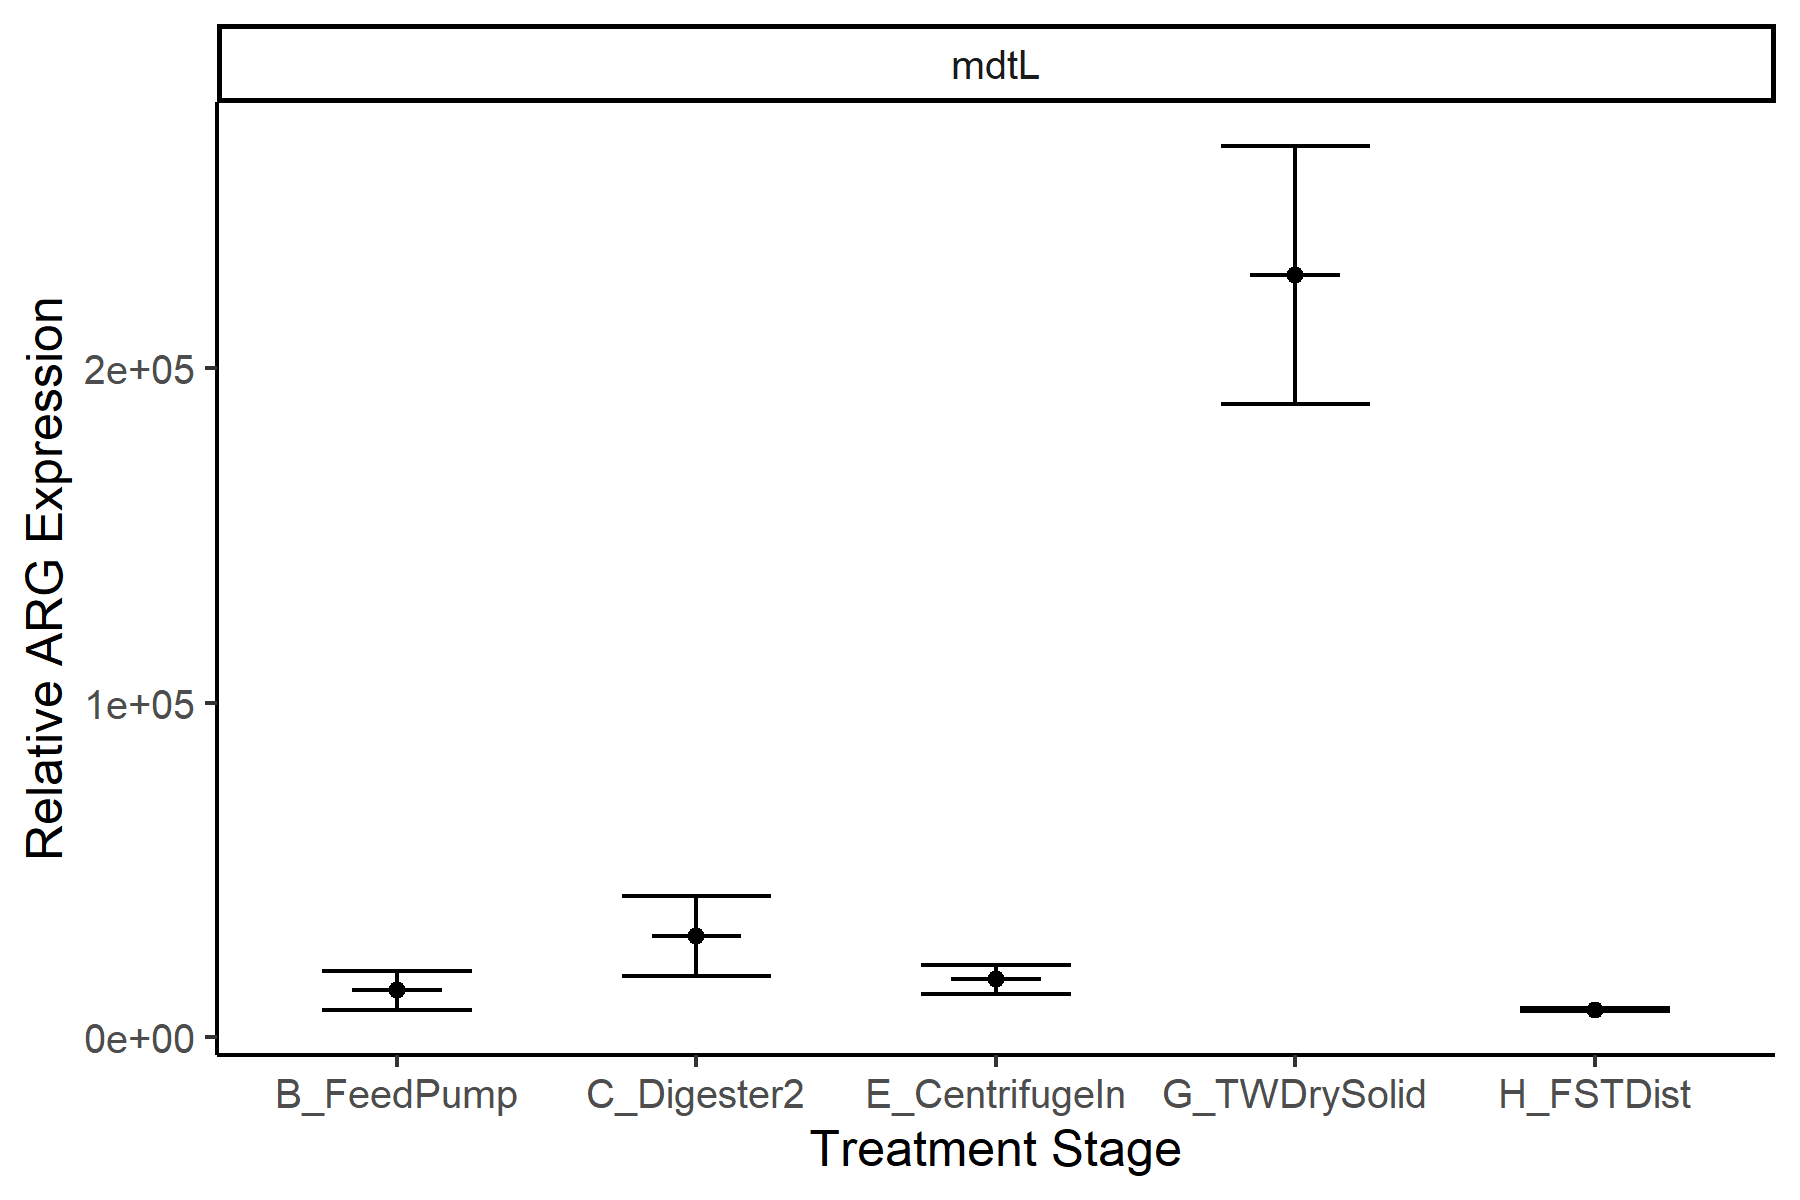 mdtL
Relative ARG Expression
2e+05
1e+05
0e+00
B_FeedPump C_Digester2 E_CentrifugeIn G_TWDrySolid H_FSTDist
Treatment Stage